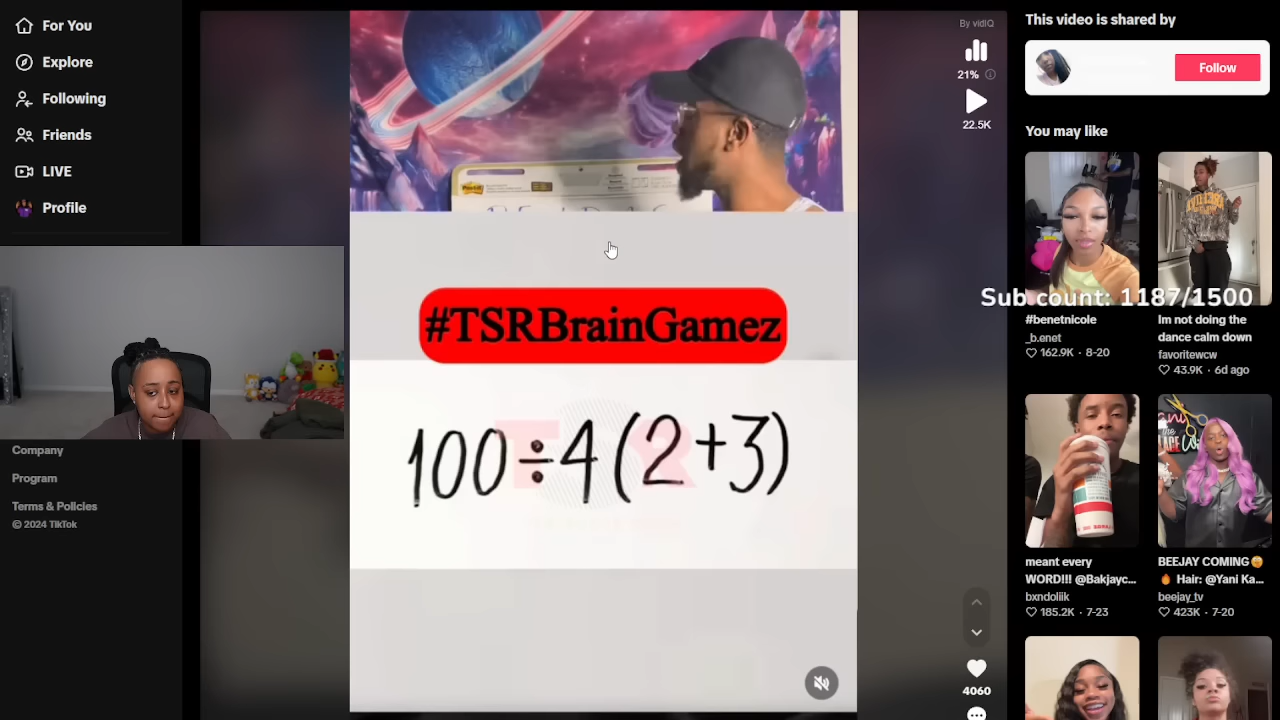 For You
Explore
Following
Friends
LIVE
Profile
Company
Program
Terms & Policies
© 2024 TikTok
#TSRBrainGamez
100÷4(2+3)
By vidIQ
21%
22.5K
4060
This video is shared by
Follow
You may like
Sub count: 1187/1500
#benetnicole
_b.enet
162.9K · 8-20
Im not doing the
dance calm down
favoritewcw
43.9K · 6d ago
meant every
WORD!!! @Bakjayc...
bxndoliik
185.2K · 7-23
BEEJAY COMING
Hair: @Yani Ka...
beejay_tv
423K · 7-20